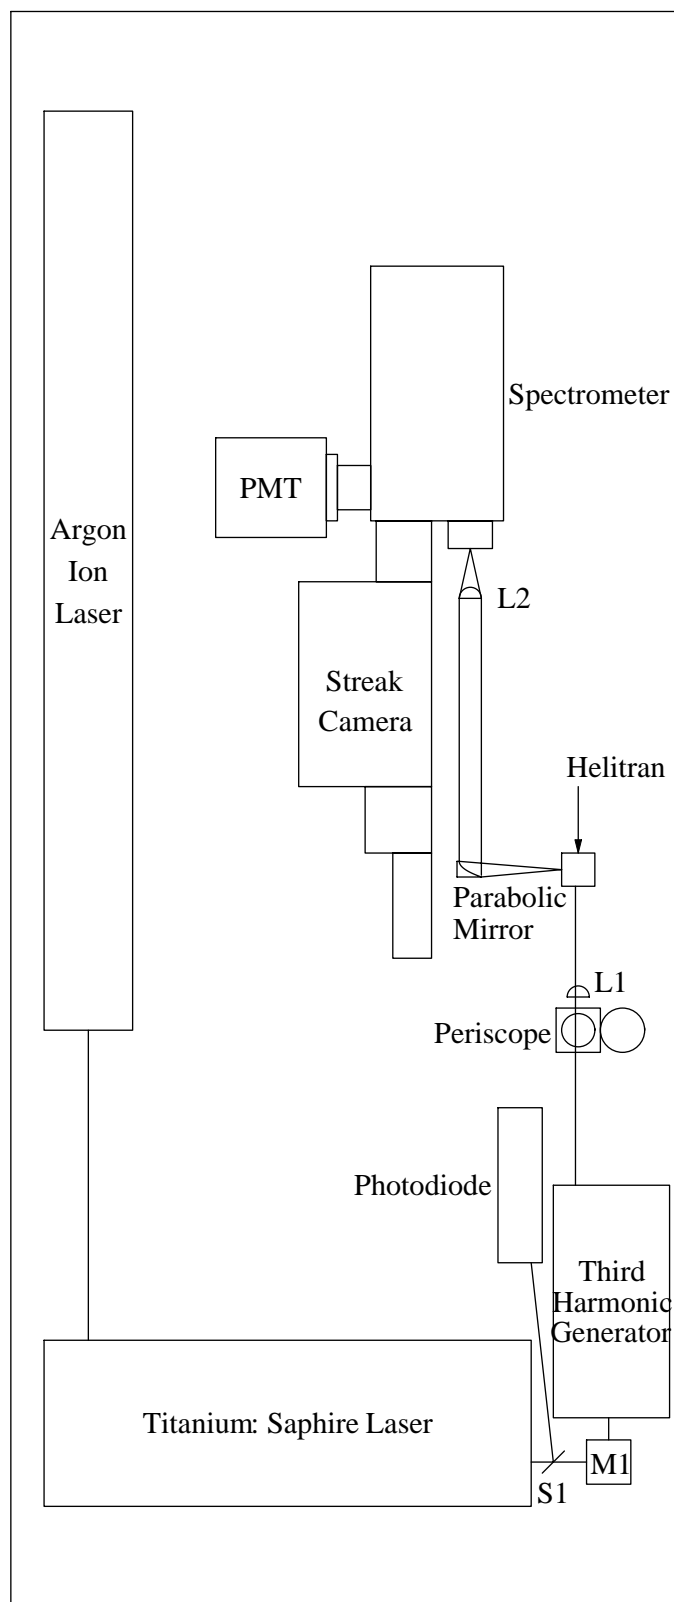 Spectrometer
PMT
Argon
Ion
Laser
L2
Streak
Camera
Helitran
Parabolic
Mirror
L1
Periscope
Photodiode
Third
Harmonic
Generator
Titanium: Saphire Laser
M1
S1